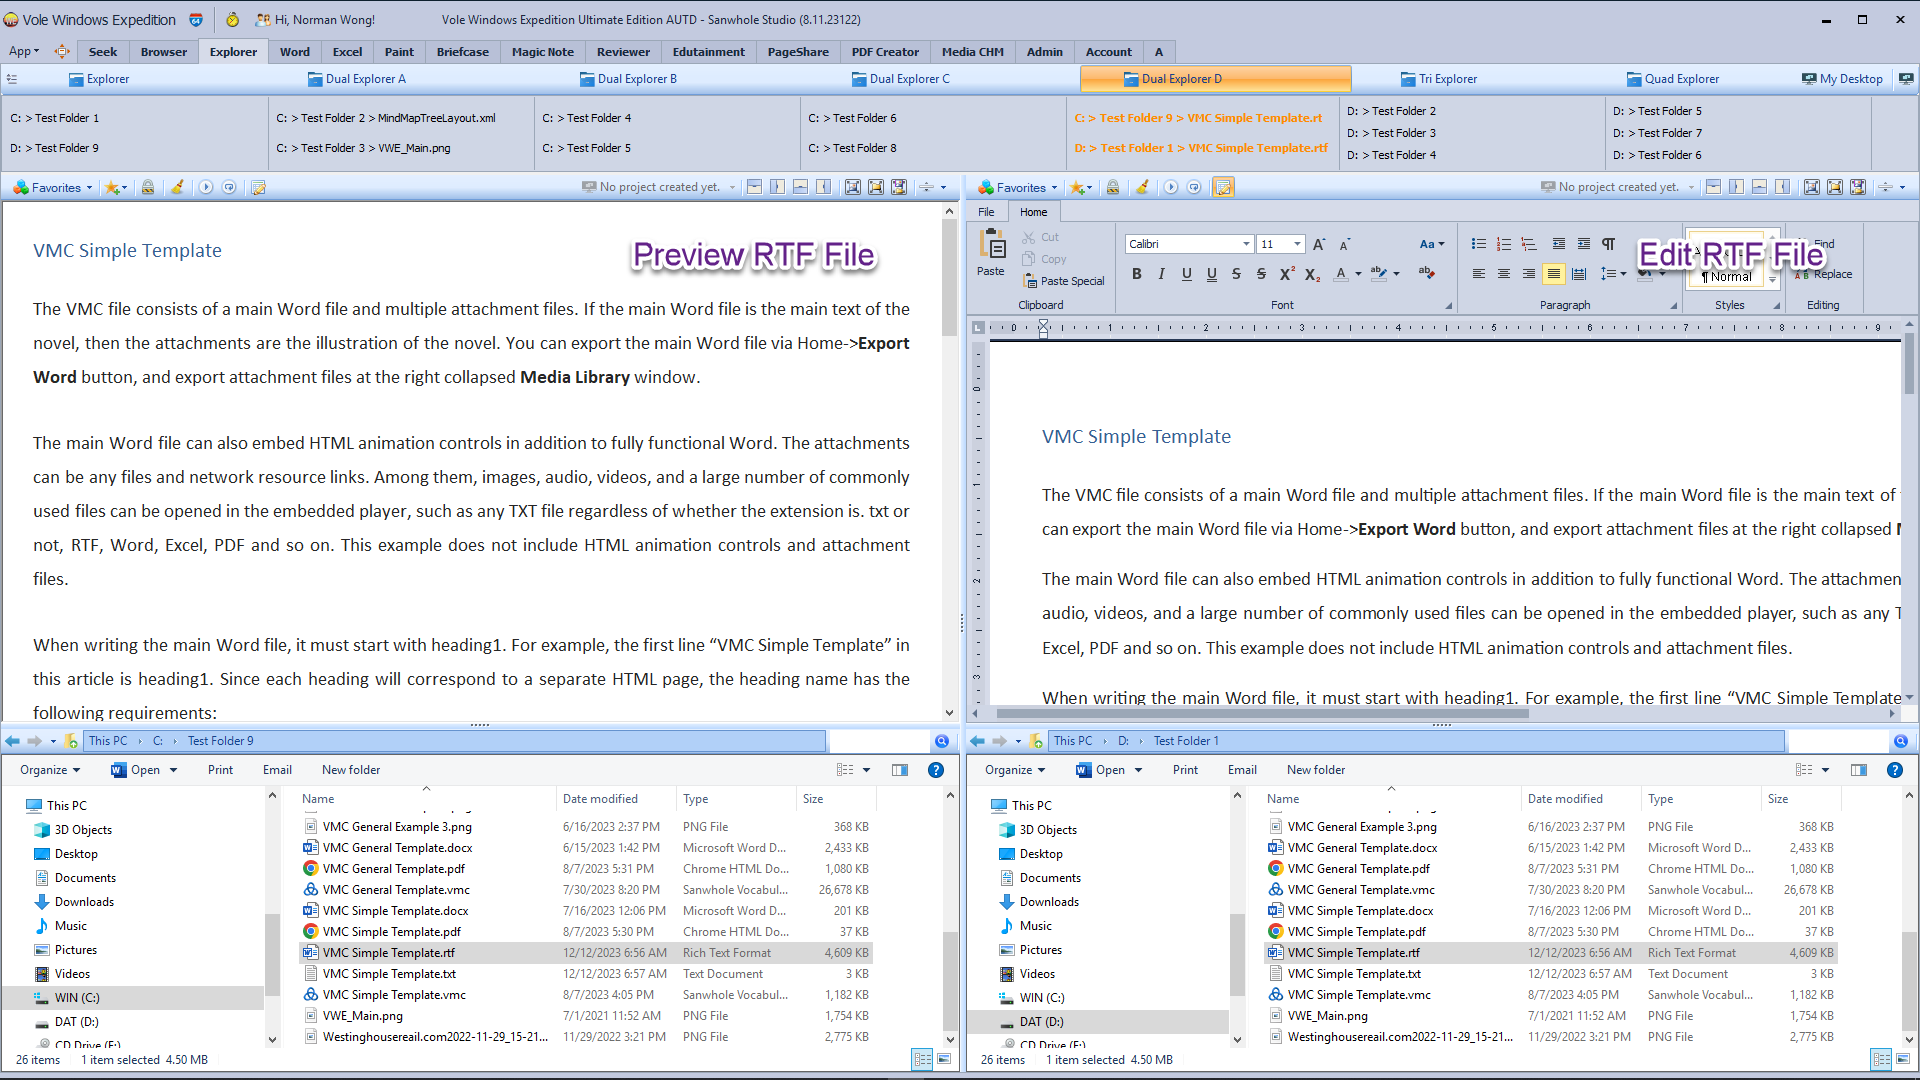 Vole Windows Expedition
Hi, Norman Wong!
Vole Windows Expedition Ultimate Edition AUTD - Sanwhole Studio (8.11.23122)
App
Seek
Browser
Explorer
Word
Excel
Paint
Briefcase
Magic Note
Reviewer
Edutainment
PageShare
PDF Creator
Media CHM
Admin
Account
A
Explorer
Dual Explorer A
Dual Explorer B
Dual Explorer C
Dual Explorer D
Tri Explorer
Quad Explorer
My Desktop
C: > Test Folder 1
D: > Test Folder 9
C: > Test Folder 2 > MindMapTreeLayout.xml
C: > Test Folder 3 > VWE_Main.png
C: > Test Folder 4
C: > Test Folder 5
C: > Test Folder 6
C: > Test Folder 8
C: > Test Folder 9 > VMC Simple Template.rt
D: > Test Folder 1 > VMC Simple Template.rtf
D: > Test Folder 2
D: > Test Folder 3
D: > Test Folder 4
D: > Test Folder 5
D: > Test Folder 7
D: > Test Folder 6
Favorites
No project created yet.
VMC Simple Template
Preview RTF File
The VMC file consists of a main Word file and multiple attachment files. If the main Word file is the main text of the
novel, then the attachments are the illustration of the novel. You can export the main Word file via Home->Export
Word button, and export attachment files at the right collapsed Media Library window.
The main Word file can also embed HTML animation controls in addition to fully functional Word. The attachments
can be any files and network resource links. Among them, images, audio, videos, and a large number of commonly
used files can be opened in the embedded player, such as any TXT file regardless of whether the extension is. txt or
not, RTF, Word, Excel, PDF and so on. This example does not include HTML animation controls and attachment
files.
When writing the main Word file, it must start with heading1. For example, the first line “VMC Simple Template” in
this article is heading1. Since each heading will correspond to a separate HTML page, the heading name has the
following requirements:
Favorites
No project created yet.
File
Home
Paste
Cut
Copy
Paste Special
Clipboard
Calibri
11
Font
Paragraph
¶ Normal
Styles
Find
Replace
Editing
Edit RTF File
0 1 2 3 4 5 6 7 8 9
0
1
2
3
VMC Simple Template
The VMC file consists of a main Word file and multiple attachment files. If the main Word file is the main text of
can export the main Word file via Home->Export Word button, and export attachment files at the right collapsed
The main Word file can also embed HTML animation controls in addition to fully functional Word. The attachmen
audio, videos, and a large number of commonly used files can be opened in the embedded player, such as any T
Excel, PDF and so on. This example does not include HTML animation controls and attachment files.
When writing the main Word file, it must start with heading1. For example, the first line “VMC Simple Template
This PC > C: > Test Folder 9
Organize
Open
Print
Email
New folder
This PC
3D Objects
Desktop
Documents
Downloads
Music
Pictures
Videos
WIN (C:)
DAT (D:)
CD Drive (F:)
Name Date modified Type Size
VMC General Example 3.png 6/16/2023 2:37 PM PNG File 368 KB
VMC General Template.docx 6/15/2023 1:42 PM Microsoft Word D... 2,433 KB
VMC General Template.pdf 8/7/2023 5:31 PM Chrome HTML Do... 1,080 KB
VMC General Template.vmc 7/30/2023 8:20 PM Sanwhole Vocabul... 26,678 KB
VMC Simple Template.docx 7/16/2023 12:06 PM Microsoft Word D... 201 KB
VMC Simple Template.pdf 8/7/2023 5:30 PM Chrome HTML Do... 37 KB
VMC Simple Template.rtf 12/12/2023 6:56 AM Rich Text Format 4,609 KB
VMC Simple Template.txt 12/12/2023 6:57 AM Text Document 3 KB
VMC Simple Template.vmc 8/7/2023 4:05 PM Sanwhole Vocabul... 1,182 KB
VWE_Main.png 7/1/2021 11:52 AM PNG File 1,754 KB
Westinghousereail.com2022-11-29_15-21... 11/29/2022 3:21 PM PNG File 2,775 KB
26 items 1 item selected 4.50 MB
This PC > D: > Test Folder 1
Organize
Open
Print
Email
New folder
This PC
3D Objects
Desktop
Documents
Downloads
Music
Pictures
Videos
WIN (C:)
DAT (D:)
CD Drive (F:)
Name Date modified Type Size
VMC General Example 3.png 6/16/2023 2:37 PM PNG File 368 KB
VMC General Template.docx 6/15/2023 1:42 PM Microsoft Word D... 2,433 KB
VMC General Template.pdf 8/7/2023 5:31 PM Chrome HTML Do... 1,080 KB
VMC General Template.vmc 7/30/2023 8:20 PM Sanwhole Vocabul... 26,678 KB
VMC Simple Template.docx 7/16/2023 12:06 PM Microsoft Word D... 201 KB
VMC Simple Template.pdf 8/7/2023 5:30 PM Chrome HTML Do... 37 KB
VMC Simple Template.rtf 12/12/2023 6:56 AM Rich Text Format 4,609 KB
VMC Simple Template.txt 12/12/2023 6:57 AM Text Document 3 KB
VMC Simple Template.vmc 8/7/2023 4:05 PM Sanwhole Vocabul... 1,182 KB
VWE_Main.png 7/1/2021 11:52 AM PNG File 1,754 KB
Westinghousereail.com2022-11-29_15-21... 11/29/2022 3:21 PM PNG File 2,775 KB
26 items 1 item selected 4.50 MB